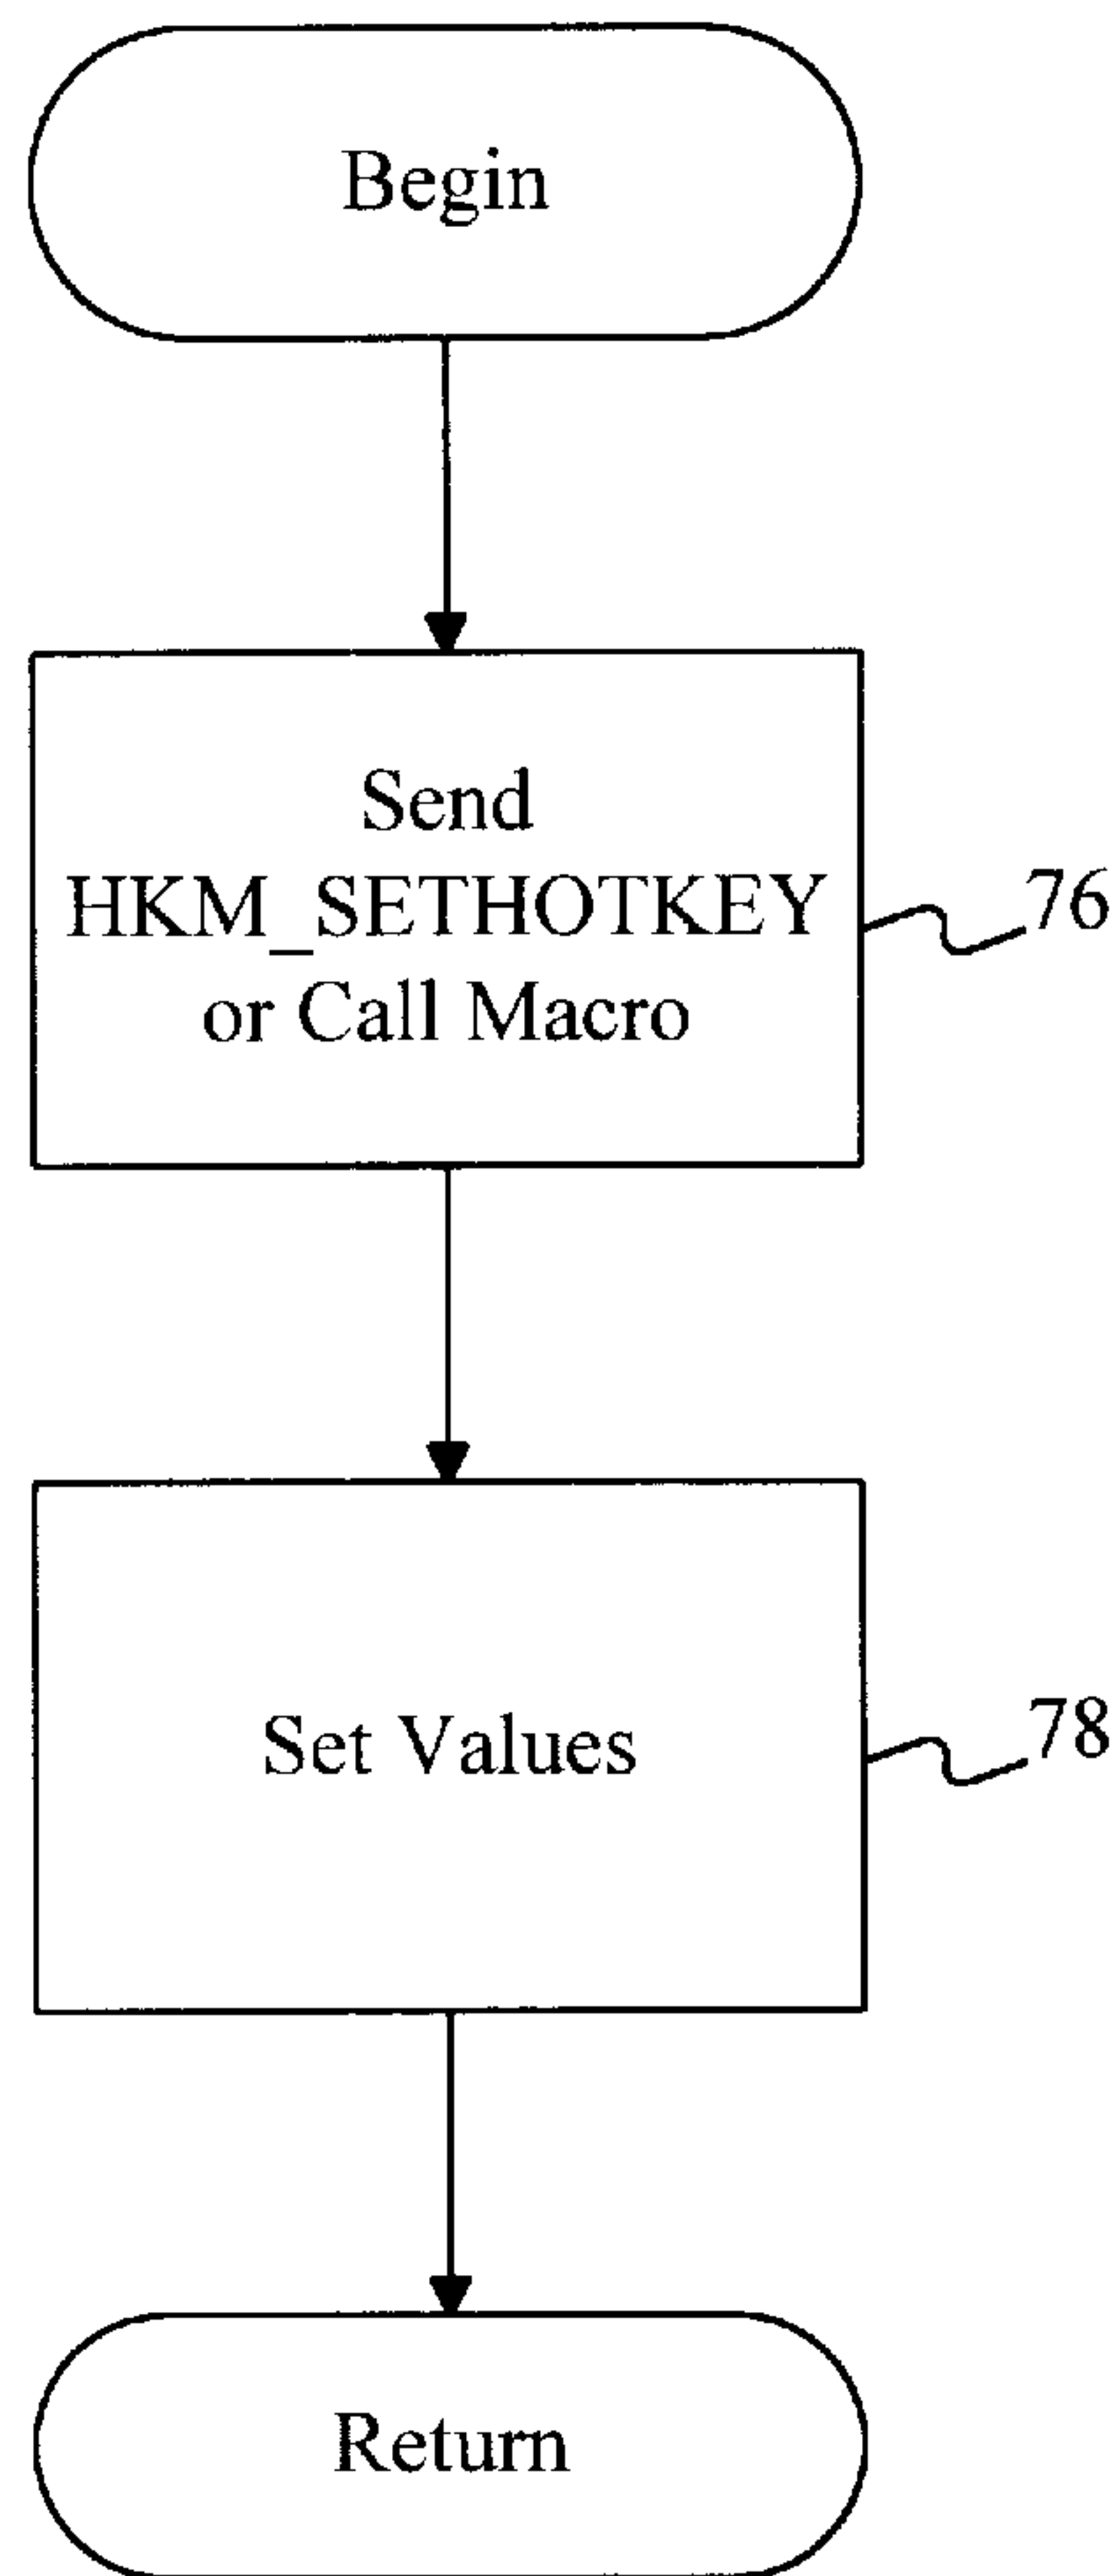 Begin
Send
HKM_SETHOTKEY
or Call Macro
76
Set Values
78
Return